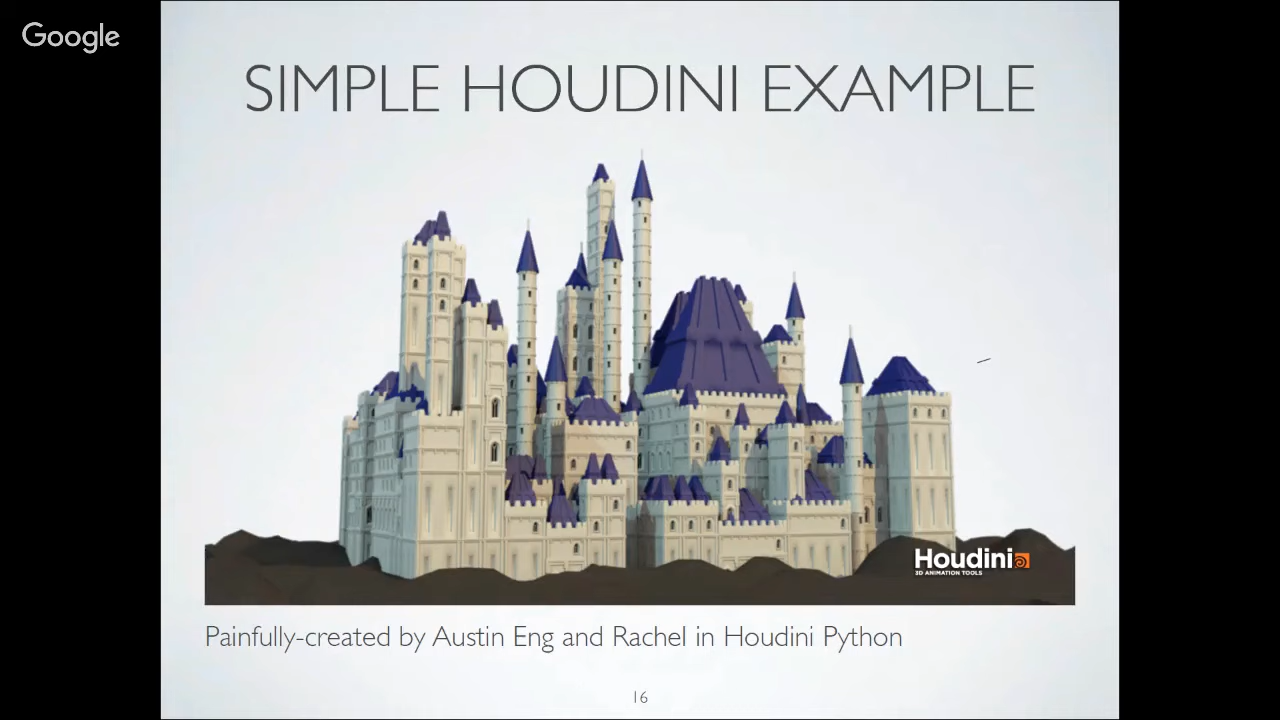 Google
SIMPLE HOUDINI EXAMPLE
Houdini
3D ANIMATION TOOLS
Painfully-created by Austin Eng and Rachel in Houdini Python
16